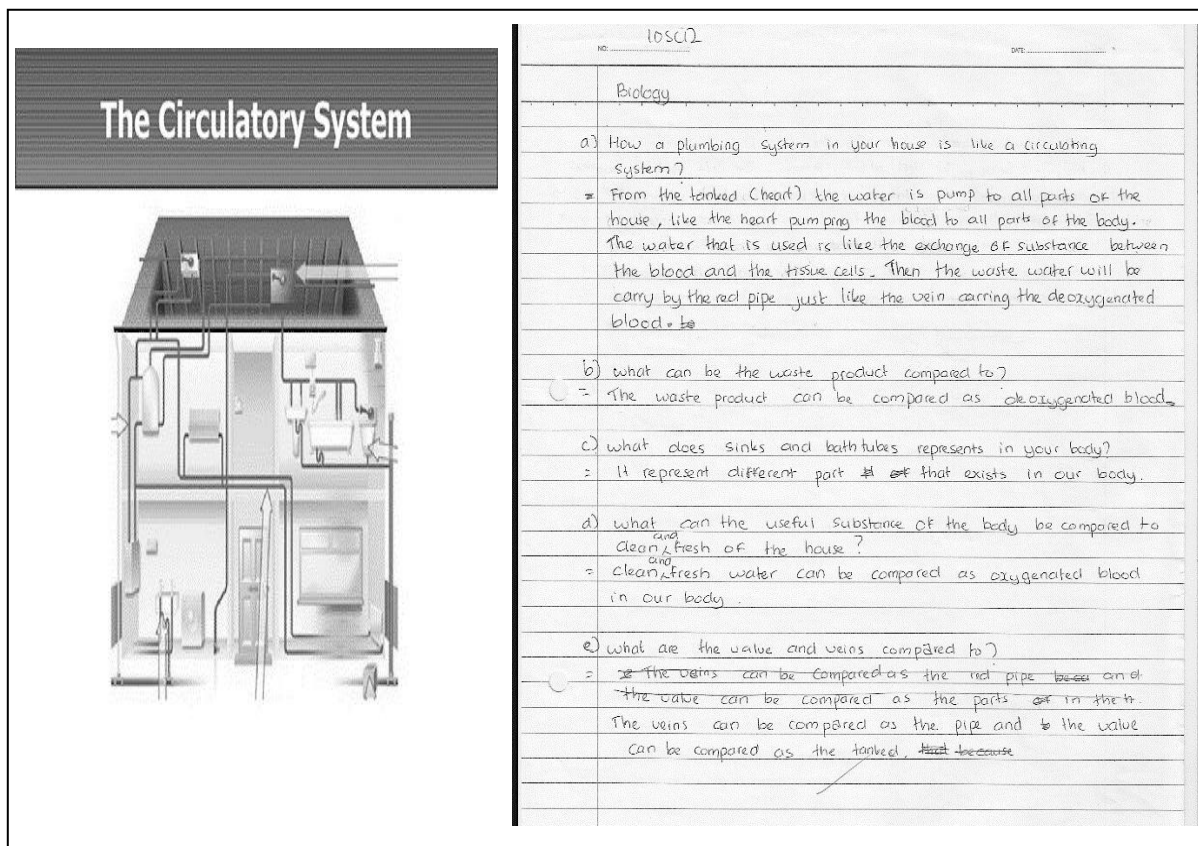 The Circulatory System
10SCI2
NO:
DATE:
Biology
a) How a plumbing system in your house is like a circulating
system?
= From the tanked (heart) the water is pump to all parts of the
house, like the heart pumping the blood to all parts of the body.
The water that is used is like the exchange of substance between
the blood and the tissue cells. Then the waste water will be
carry by the red pipe just like the vein carring the deoxygenated
blood. to
b) what can be the waste product compared to?
= The waste product can be compared as deoxygenated blood.
c) what does sinks and bath tubes represents in your body?
= It represent different part of that exists in our body.
d) what can the useful substance of the body be compared to
clean and fresh of the house?
= clean and fresh water can be compared as oxygenated blood
in our body.
e) what are the value and veins compared to?
= The veins can be compared as the red pipe and
the value can be compared as the parts of in the
The veins can be compared as the pipe and the value
can be compared as the tanked. that because